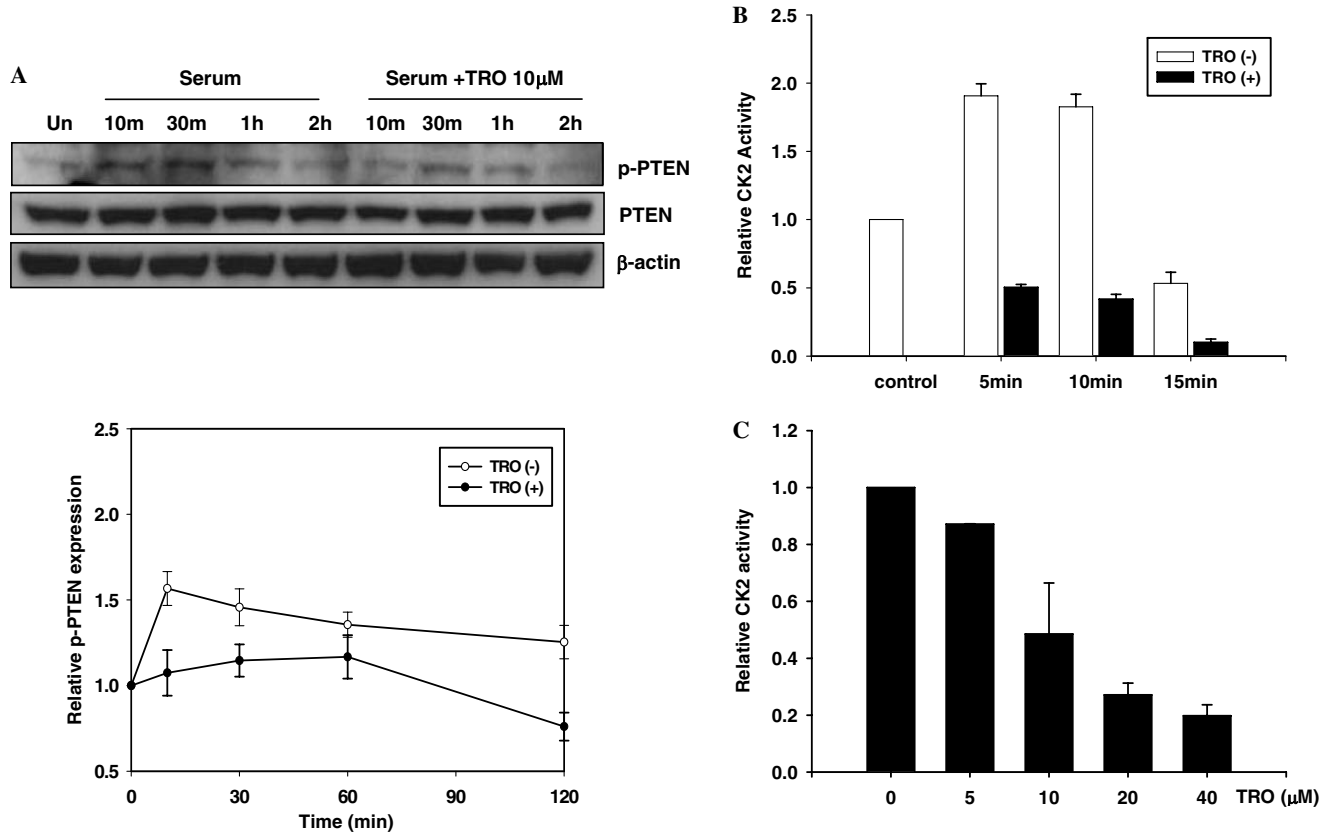 A
Serum
Serum +TRO 10μM
Un 10m 30m 1h 2h 10m 30m 1h 2h
p-PTEN
PTEN
β-actin
Relative p-PTEN expression
2.5
2.0
1.5
1.0
0.5
TRO (-)
TRO (+)
0 30 60 90 120
Time (min)
B
Relative CK2 Activity
2.5
2.0
1.5
1.0
0.5
0.0
TRO (-)
TRO (+)
control 5min 10min 15min
C
Relative CK2 activity
1.2
1.0
0.8
0.6
0.4
0.2
0.0
0 5 10 20 40 TRO (μM)